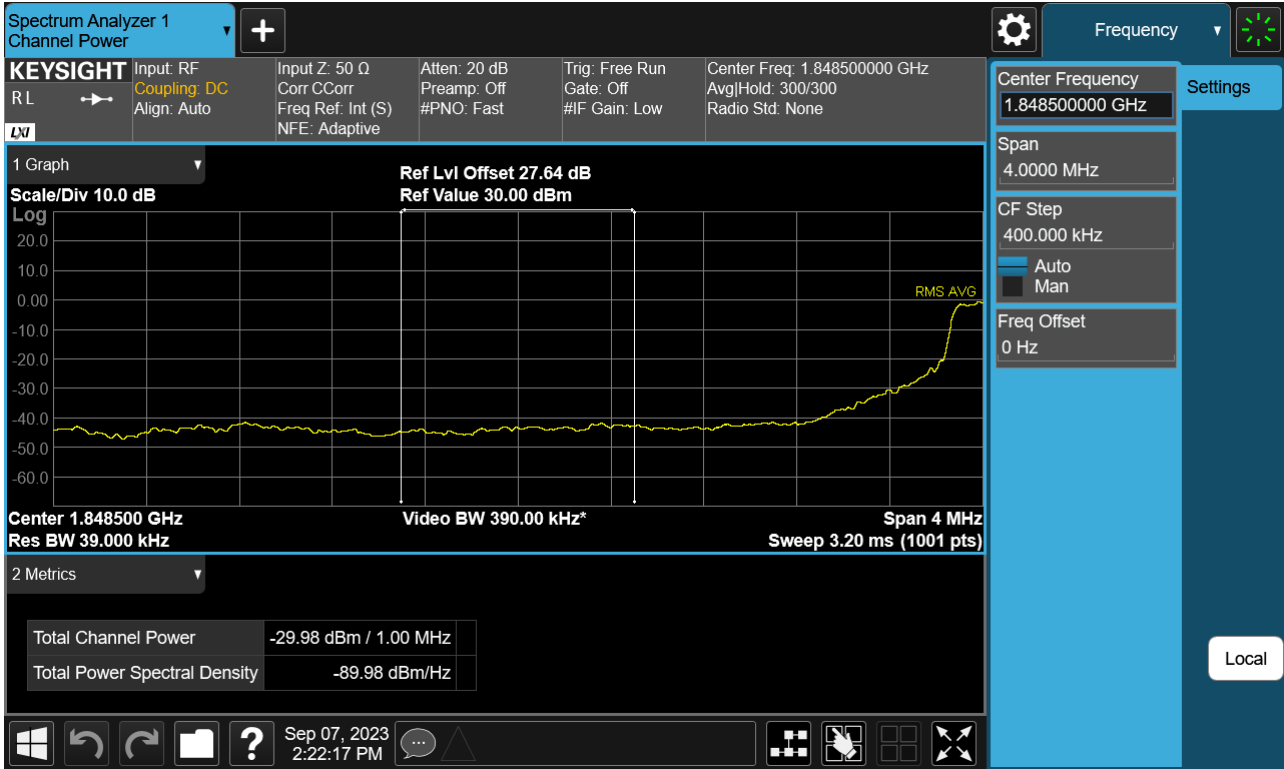 Spectrum Analyzer 1
Channel Power
Frequency
KEYSIGHT
R L
LXI
Input: RF
Coupling: DC
Align: Auto
Input Z: 50 Ω
Corr CCorr
Freq Ref: Int (S)
NFE: Adaptive
Atten: 20 dB
Preamp: Off
#PNO: Fast
Trig: Free Run
Gate: Off
#IF Gain: Low
Center Freq: 1.848500000 GHz
Avg|Hold: 300/300
Radio Std: None
Center Frequency
1.848500000 GHz
Settings
Span
4.0000 MHz
CF Step
400.000 kHz
Auto
Man
Freq Offset
0 Hz
Local
1 Graph
Ref Lvl Offset 27.64 dB
Scale/Div 10.0 dB
Ref Value 30.00 dBm
Log
20.0
10.0
0.00
-10.0
-20.0
-30.0
-40.0
-50.0
-60.0
RMS AVG
Center 1.848500 GHz
Video BW 390.00 kHz*
Span 4 MHz
Res BW 39.000 kHz
Sweep 3.20 ms (1001 pts)
2 Metrics
Total Channel Power -29.98 dBm / 1.00 MHz
Total Power Spectral Density -89.98 dBm/Hz
?
Sep 07, 2023
2:22:17 PM